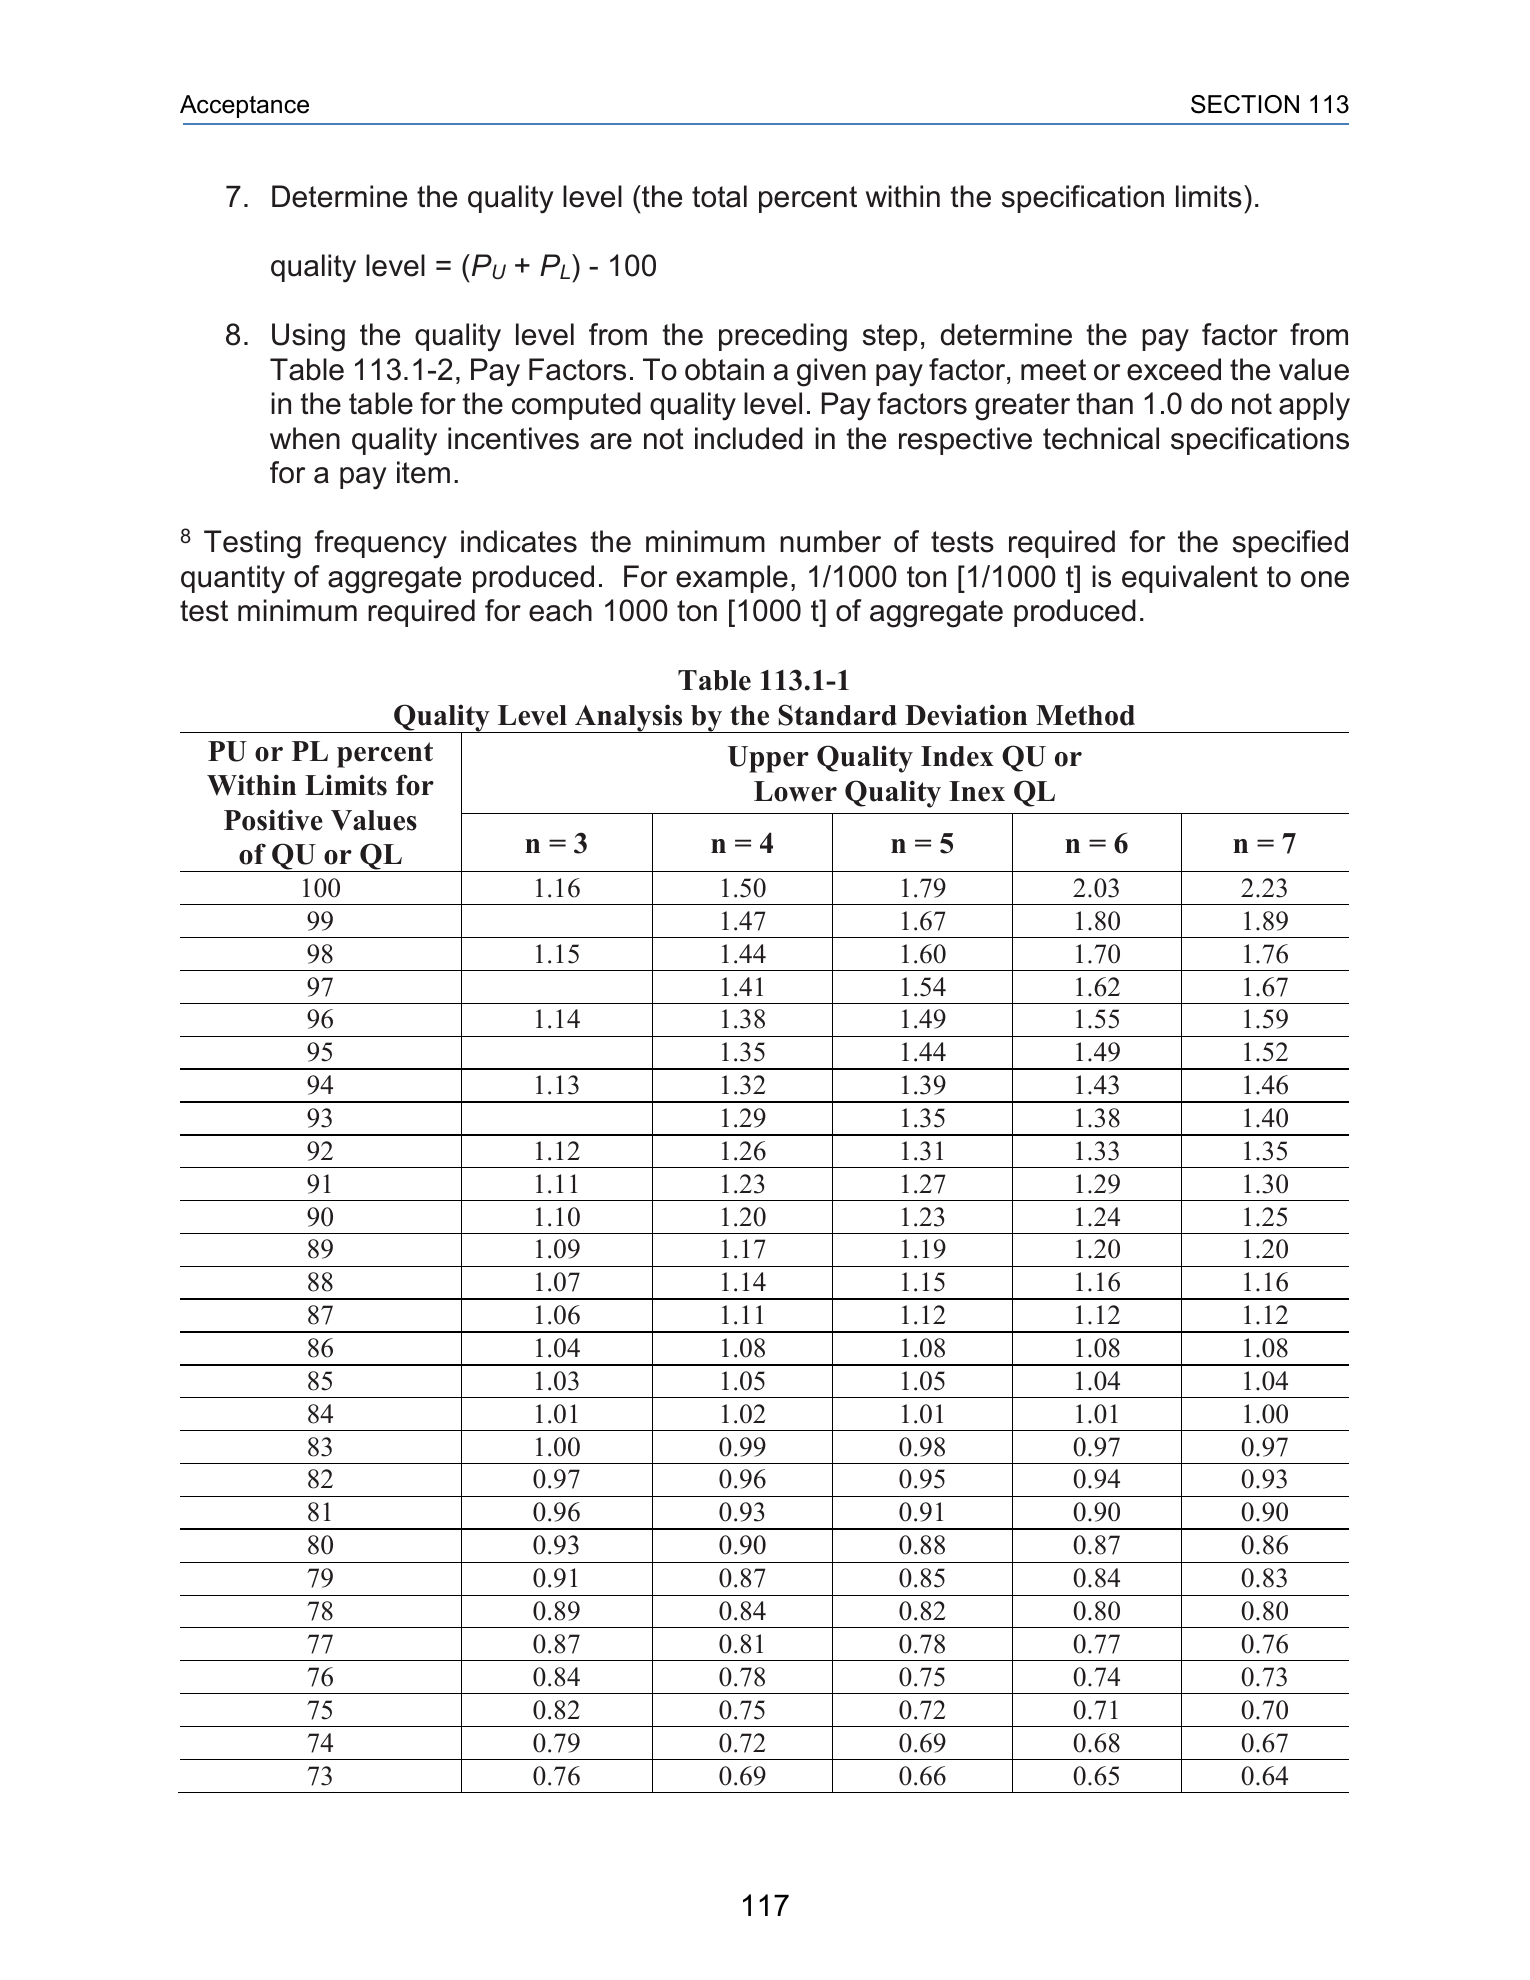 Acceptance SECTION 113
7. Determine the quality level (the total percent within the specification limits).
quality level = (PU + PL) - 100
8. Using the quality level from the preceding step, determine the pay factor from
Table 113.1-2, Pay Factors. To obtain a given pay factor, meet or exceed the value
in the table for the computed quality level. Pay factors greater than 1.0 do not apply
when quality incentives are not included in the respective technical specifications
for a pay item.
8 Testing frequency indicates the minimum number of tests required for the specified
quantity of aggregate produced. For example, 1/1000 ton [1/1000 t] is equivalent to one
test minimum required for each 1000 ton [1000 t] of aggregate produced.
Table 113.1-1
Quality Level Analysis by the Standard Deviation Method
PU or PL percent
Within Limits for
Positive Values
of QU or QL
Upper Quality Index QU or
Lower Quality Inex QL
n = 3 n = 4 n = 5 n = 6 n = 7
100 1.16 1.50 1.79 2.03 2.23
99 1.47 1.67 1.80 1.89
98 1.15 1.44 1.60 1.70 1.76
97 1.41 1.54 1.62 1.67
96 1.14 1.38 1.49 1.55 1.59
95 1.35 1.44 1.49 1.52
94 1.13 1.32 1.39 1.43 1.46
93 1.29 1.35 1.38 1.40
92 1.12 1.26 1.31 1.33 1.35
91 1.11 1.23 1.27 1.29 1.30
90 1.10 1.20 1.23 1.24 1.25
89 1.09 1.17 1.19 1.20 1.20
88 1.07 1.14 1.15 1.16 1.16
87 1.06 1.11 1.12 1.12 1.12
86 1.04 1.08 1.08 1.08 1.08
85 1.03 1.05 1.05 1.04 1.04
84 1.01 1.02 1.01 1.01 1.00
83 1.00 0.99 0.98 0.97 0.97
82 0.97 0.96 0.95 0.94 0.93
81 0.96 0.93 0.91 0.90 0.90
80 0.93 0.90 0.88 0.87 0.86
79 0.91 0.87 0.85 0.84 0.83
78 0.89 0.84 0.82 0.80 0.80
77 0.87 0.81 0.78 0.77 0.76
76 0.84 0.78 0.75 0.74 0.73
75 0.82 0.75 0.72 0.71 0.70
74 0.79 0.72 0.69 0.68 0.67
73 0.76 0.69 0.66 0.65 0.64
117